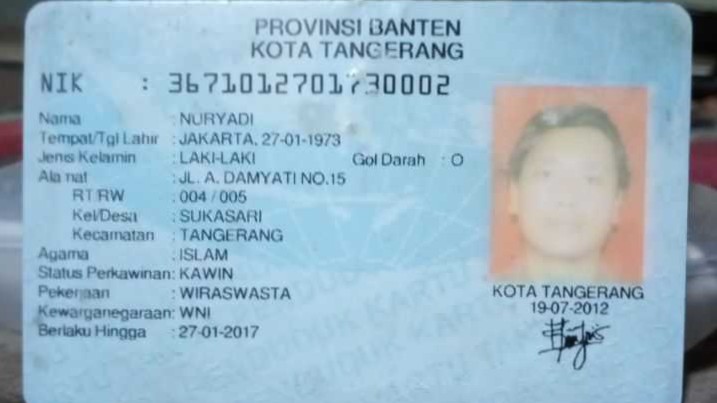 PROVINSI BANTEN
KOTA TANGERANG
NIK : 3671012701730002
Nama : NURYADI
Tempat/Tgl Lahir : JAKARTA, 27-01-1973
Jenis Kelamin : LAKI-LAKI Gol Darah : O
Alamat : JL. A. DAMYATI NO.15
RT/RW : 004 / 005
Kel/Desa : SUKASARI
Kecamatan : TANGERANG
Agama : ISLAM
Status Perkawinan: KAWIN
Pekerjaan : WIRASWASTA
Kewarganegaraan: WNI
Berlaku Hingga : 27-01-2017
KOTA TANGERANG
19-07-2012